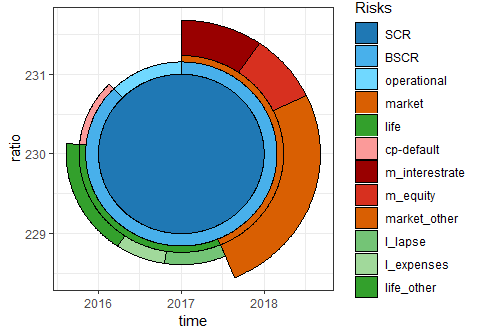 Risks
SCR
BSCR
operational
market
life
cp-default
m_interestrate
m_equity
market_other
l_lapse
l_expenses
life_other
231
230
229
ratio
2016 2017 2018
time